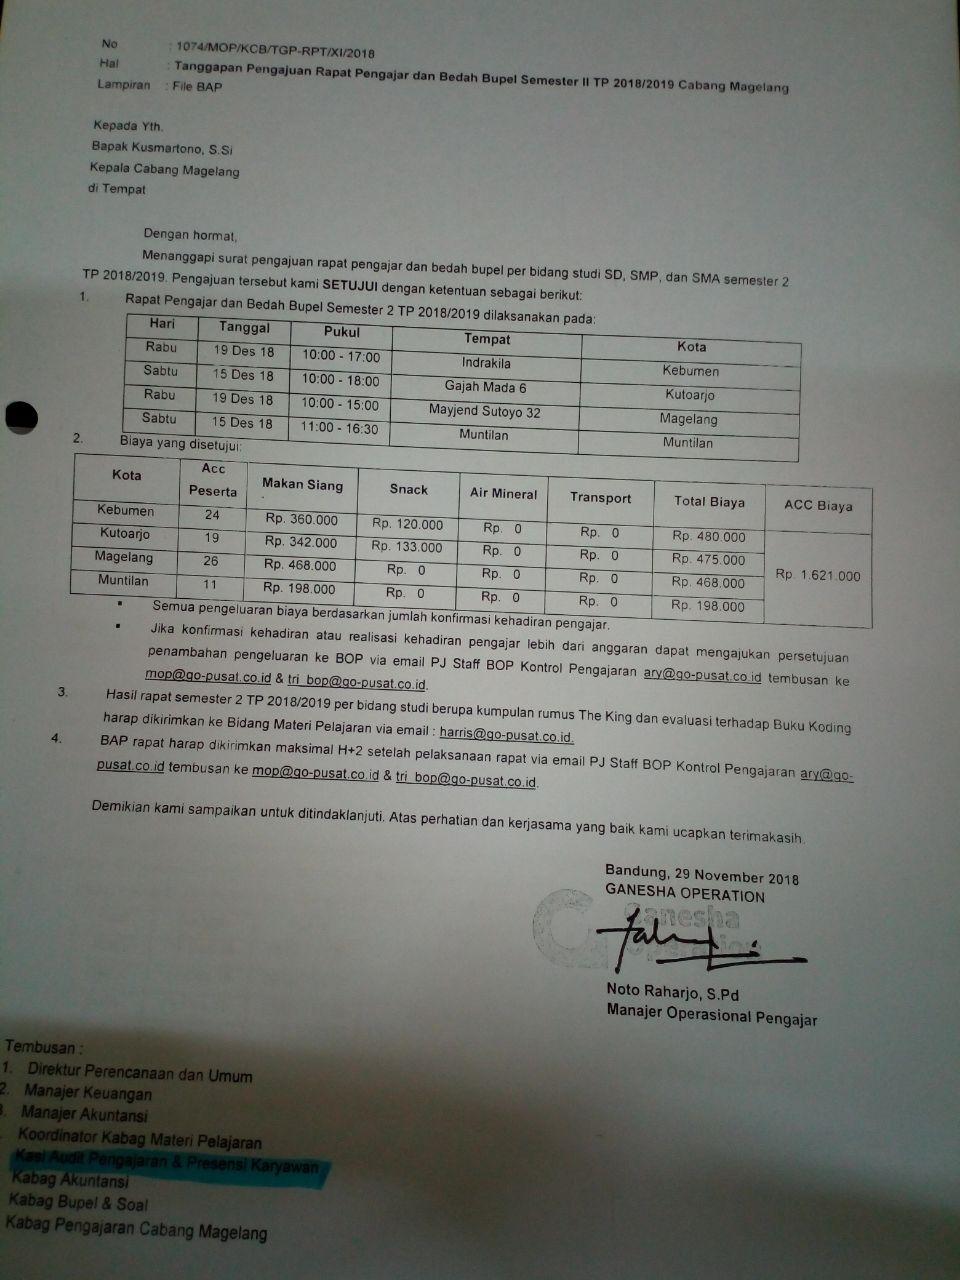 No : 1074/MOP/KCB/TGP-RPT/XI/2018
Hal : Tanggapan Pengajuan Rapat Pengajar dan Bedah Bupel Semester II TP 2018/2019 Cabang Magelang
Lampiran : File BAP
Kepada Yth.
Bapak Kusmartono, S.Si
Kepala Cabang Magelang
di Tempat
Dengan hormat,
Menanggapi surat pengajuan rapat pengajar dan bedah bupel per bidang studi SD, SMP, dan SMA semester 2
TP 2018/2019. Pengajuan tersebut kami SETUJUI dengan ketentuan sebagai berikut:
1. Rapat Pengajar dan Bedah Bupel Semester 2 TP 2018/2019 dilaksanakan pada:
Hari Tanggal Pukul Tempat Kota
Rabu 19 Des 18 10:00 - 17:00 Indrakila Kebumen
Sabtu 15 Des 18 10:00 - 18:00 Gajah Mada 6 Kutoarjo
Rabu 19 Des 18 10:00 - 15:00 Mayjend Sutoyo 32 Magelang
Sabtu 15 Des 18 11:00 - 16:30 Muntilan Muntilan
2. Biaya yang disetujui:
Kota Acc Peserta Makan Siang Snack Air Mineral Transport Total Biaya ACC Biaya
Kebumen 24 Rp. 360.000 Rp. 120.000 Rp. 0 Rp. 0 Rp. 480.000 Rp. 1.621.000
Kutoarjo 19 Rp. 342.000 Rp. 133.000 Rp. 0 Rp. 0 Rp. 475.000
Magelang 26 Rp. 468.000 Rp. 0 Rp. 0 Rp. 0 Rp. 468.000
Muntilan 11 Rp. 198.000 Rp. 0 Rp. 0 Rp. 0 Rp. 198.000
▪ Semua pengeluaran biaya berdasarkan jumlah konfirmasi kehadiran pengajar.
▪ Jika konfirmasi kehadiran atau realisasi kehadiran pengajar lebih dari anggaran dapat mengajukan persetujuan
penambahan pengeluaran ke BOP via email PJ Staff BOP Kontrol Pengajaran ary@go-pusat.co.id tembusan ke
mop@go-pusat.co.id & tri_bop@go-pusat.co.id.
3. Hasil rapat semester 2 TP 2018/2019 per bidang studi berupa kumpulan rumus The King dan evaluasi terhadap Buku Koding
harap dikirimkan ke Bidang Materi Pelajaran via email : harris@go-pusat.co.id.
4. BAP rapat harap dikirimkan maksimal H+2 setelah pelaksanaan rapat via email PJ Staff BOP Kontrol Pengajaran ary@go-
pusat.co.id tembusan ke mop@go-pusat.co.id & tri_bop@go-pusat.co.id.
Demikian kami sampaikan untuk ditindaklanjuti. Atas perhatian dan kerjasama yang baik kami ucapkan terimakasih.
Bandung, 29 November 2018
GANESHA OPERATION
Ganesha
Operation
Noto Raharjo, S.Pd
Manajer Operasional Pengajar
Tembusan :
1. Direktur Perencanaan dan Umum
2. Manajer Keuangan
3. Manajer Akuntansi
Koordinator Kabag Materi Pelajaran
Kasi Audit Pengajaran & Presensi Karyawan
Kabag Akuntansi
Kabag Bupel & Soal
Kabag Pengajaran Cabang Magelang